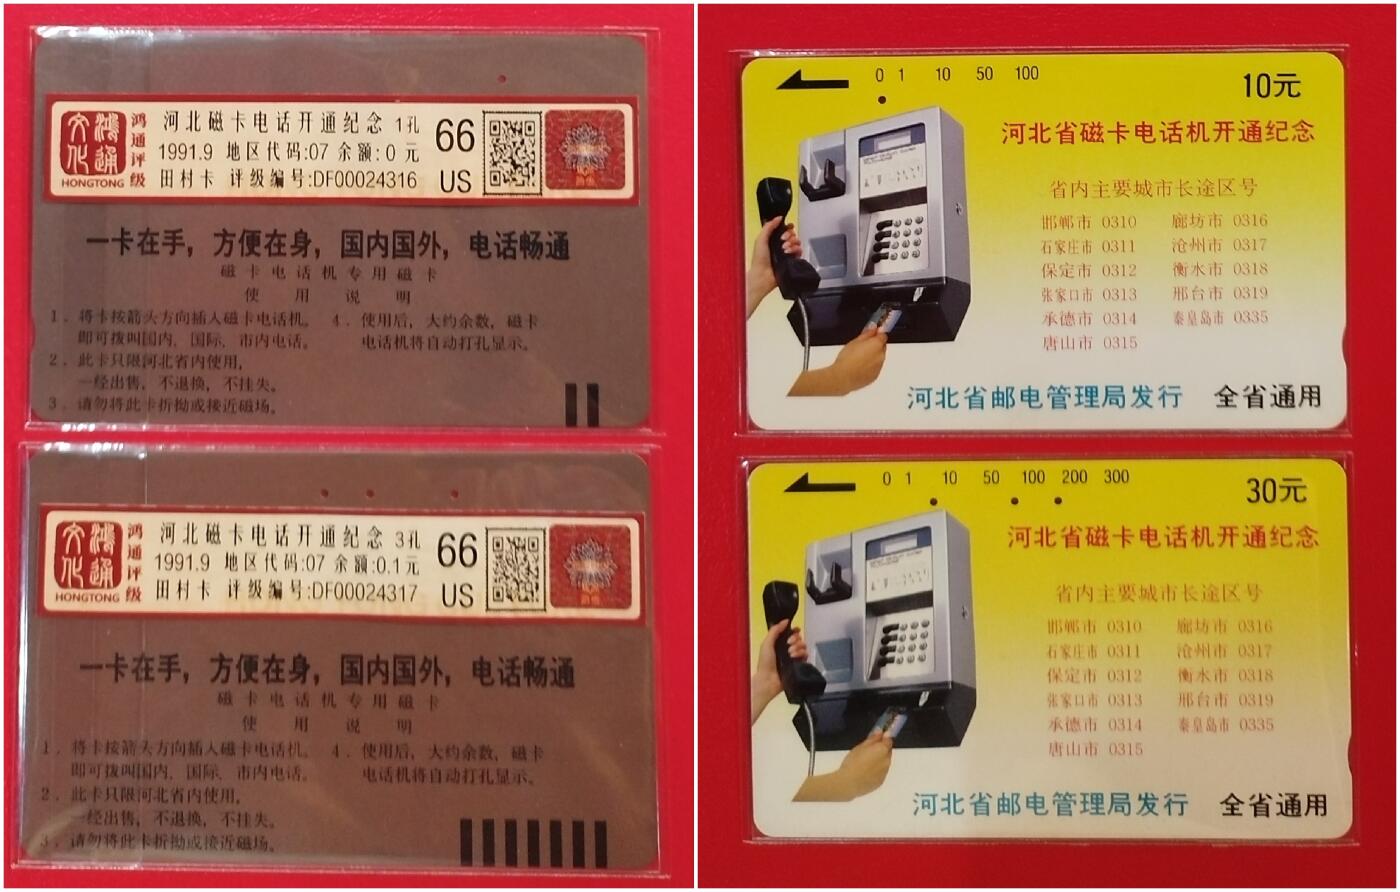 文鸿
化通
HONGTONG
鸿通评级
河北磁卡电话开通纪念 1孔
1991.9 地区代码:07 余额:0 元
田村卡 评级编号:DF00024316
66
US
一卡在手，方便在身，国内国外，电话畅通
磁卡电话机专用磁卡
使用说明
1．将卡按箭头方向插入磁卡电话机。
即可拨叫国内、国际、市内电话。
2．此卡只限河北省内使用，
一经出售，不退换，不挂失。
3．请勿将此卡折拗或接近磁场。
4．使用后，大约余数，磁卡
电话机将自动打孔显示。
文鸿
化通
HONGTONG
鸿通评级
河北磁卡电话开通纪念 3孔
1991.9 地区代码:07 余额:0.1元
田村卡 评级编号:DF00024317
66
US
一卡在手，方便在身，国内国外，电话畅通
磁卡电话机专用磁卡
使用说明
1．将卡按箭头方向插入磁卡电话机。
即可拨叫国内、国际、市内电话。
2．此卡只限河北省内使用，
一经出售，不退换，不挂失。
3．请勿将此卡折拗或接近磁场。
4．使用后，大约余数，磁卡
电话机将自动打孔显示。
0 1 10 50 100
10元
河北省磁卡电话机开通纪念
省内主要城市长途区号
邯郸市 0310 廊坊市 0316
石家庄市 0311 沧州市 0317
保定市 0312 衡水市 0318
张家口市 0313 邢台市 0319
承德市 0314 秦皇岛市 0335
唐山市 0315
河北省邮电管理局发行 全省通用
0 1 10 50 100 200 300
30元
河北省磁卡电话机开通纪念
省内主要城市长途区号
邯郸市 0310 廊坊市 0316
石家庄市 0311 沧州市 0317
保定市 0312 衡水市 0318
张家口市 0313 邢台市 0319
承德市 0314 秦皇岛市 0335
唐山市 0315
河北省邮电管理局发行 全省通用